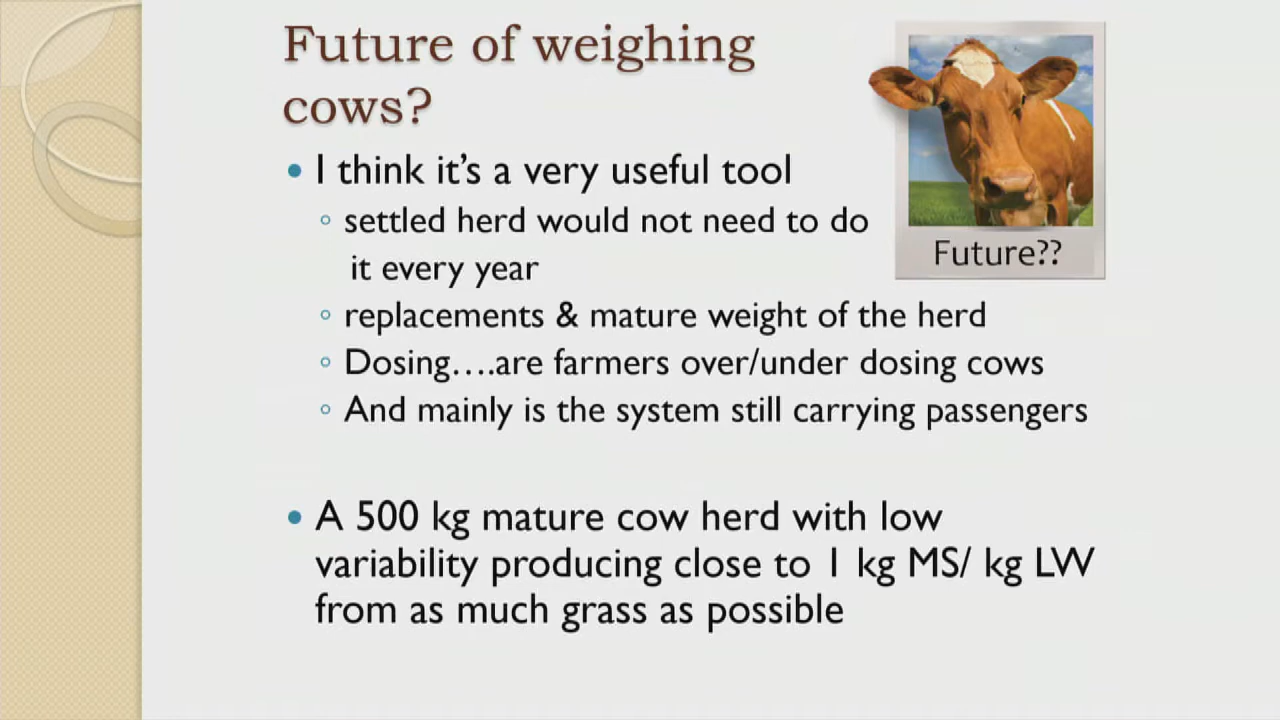 Future of weighing
cows?
• I think it's a very useful tool
◦ settled herd would not need to do
it every year
Future??
◦ replacements & mature weight of the herd
◦ Dosing….are farmers over/under dosing cows
◦ And mainly is the system still carrying passengers
• A 500 kg mature cow herd with low
variability producing close to 1 kg MS/ kg LW
from as much grass as possible